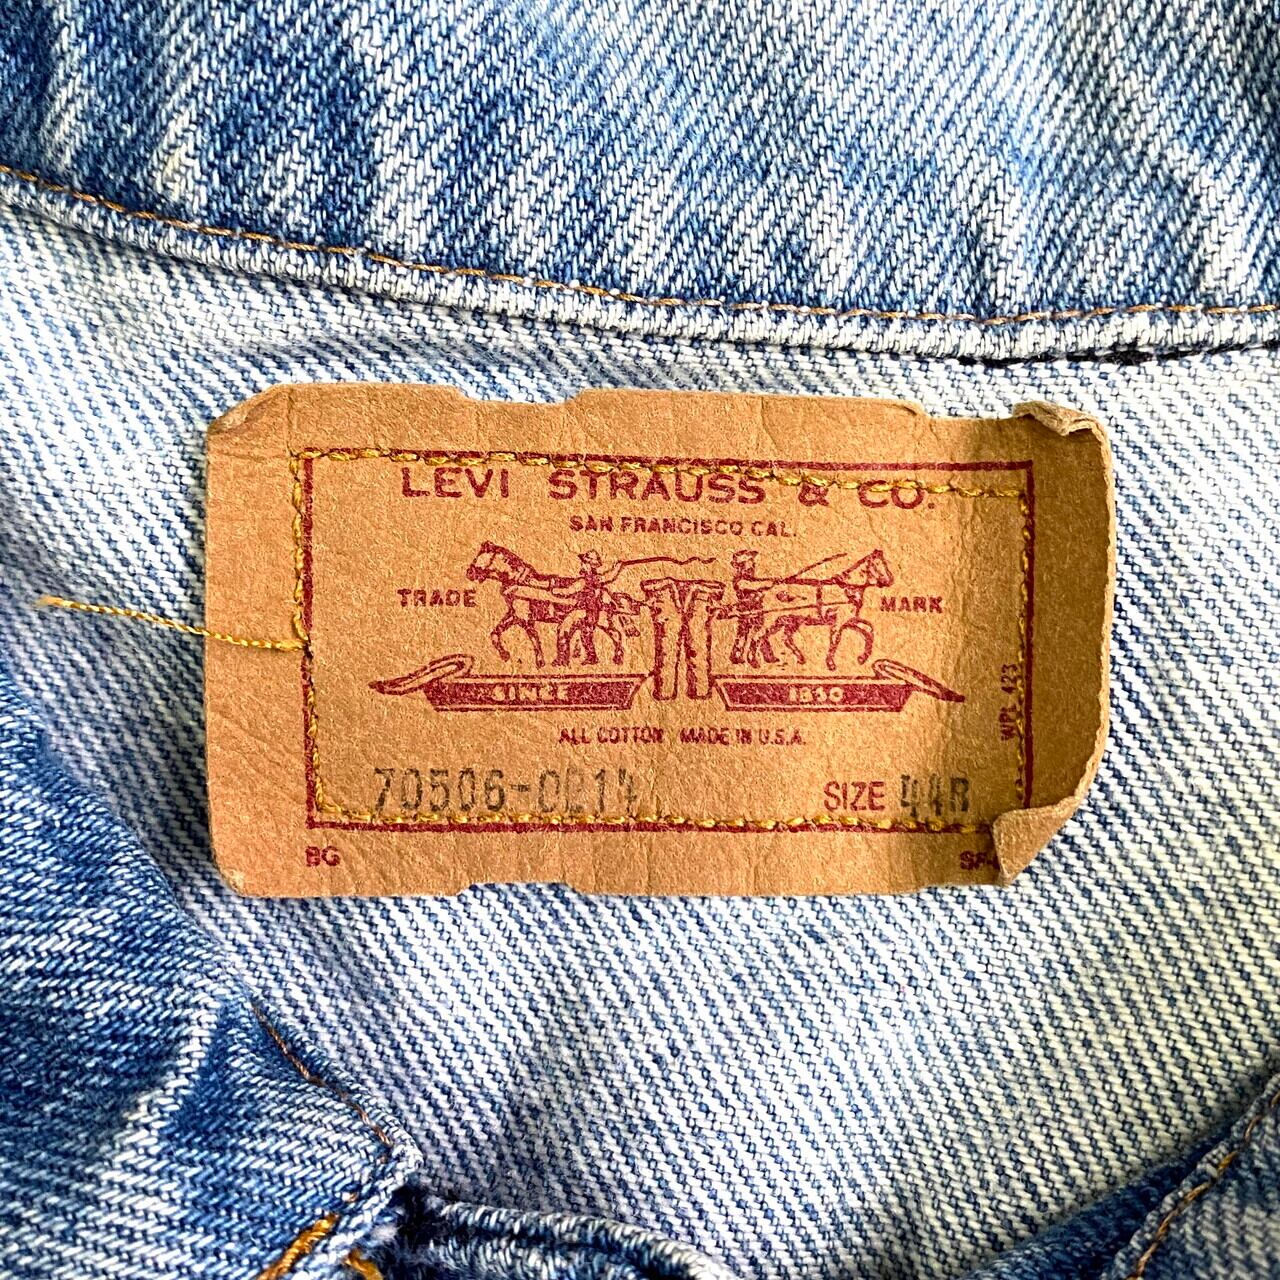 LEVI STRAUSS & CO.
SAN FRANCISCO CAL.
TRADE MARK
SINCE 1850
ALL COTTON MADE IN U.S.A.
WPL 423
70506-0214 SIZE 44R
BG